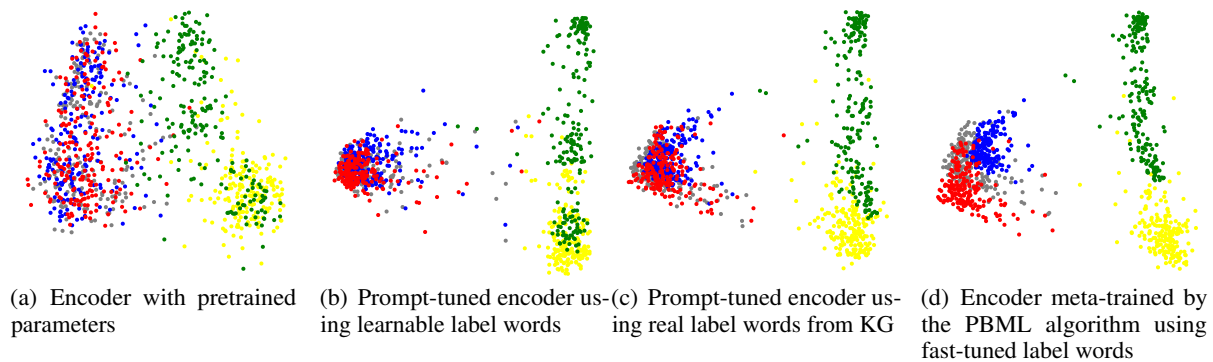 (a) Encoder with pretrained
parameters
(b) Prompt-tuned encoder us-
ing learnable label words
(c) Prompt-tuned encoder us-
ing real label words from KG
(d) Encoder meta-trained by
the PBML algorithm using
fast-tuned label words